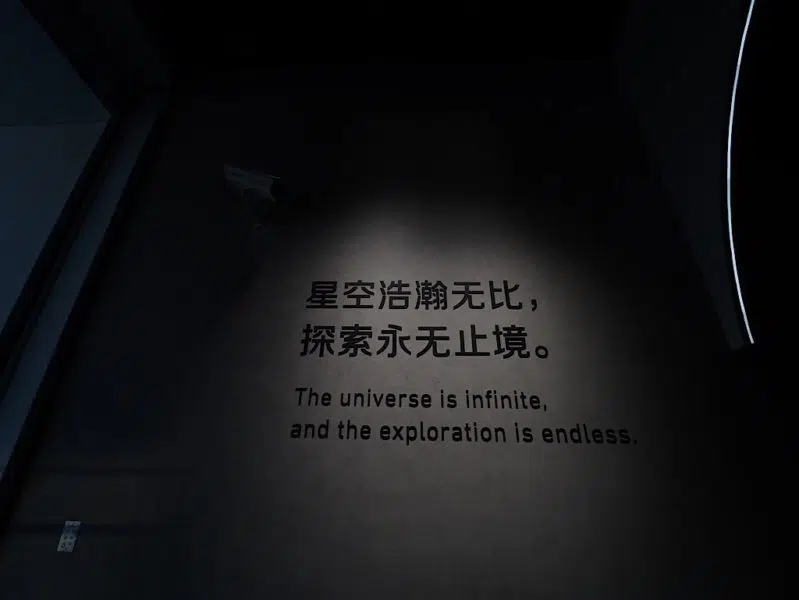 星空浩瀚无比，
探索永无止境。
The universe is infinite,
and the exploration is endless.